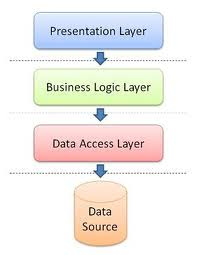 Presentation Layer
Business Logic Layer
Data Access Layer
Data
Source